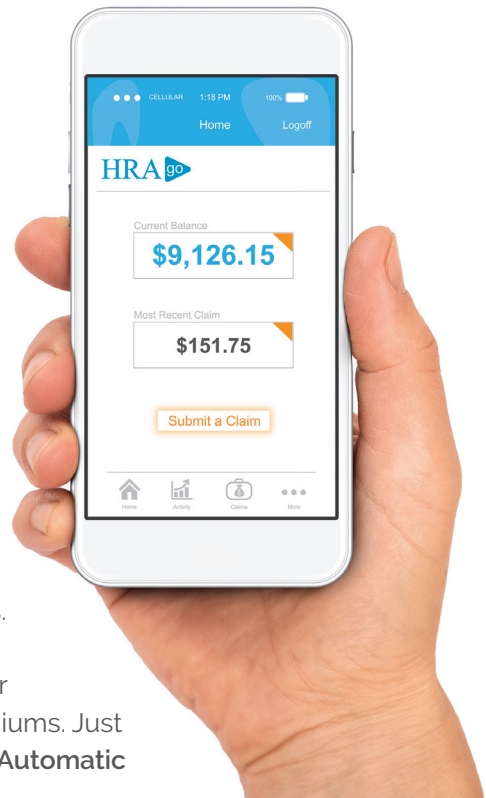 CELLULAR 1:18 PM 100%
Home Logoff
HRA go
Current Balance
$9,126.15
Most Recent Claim
$151.75
Submit a Claim
Home Activity Claims More
iums. Just
Automatic